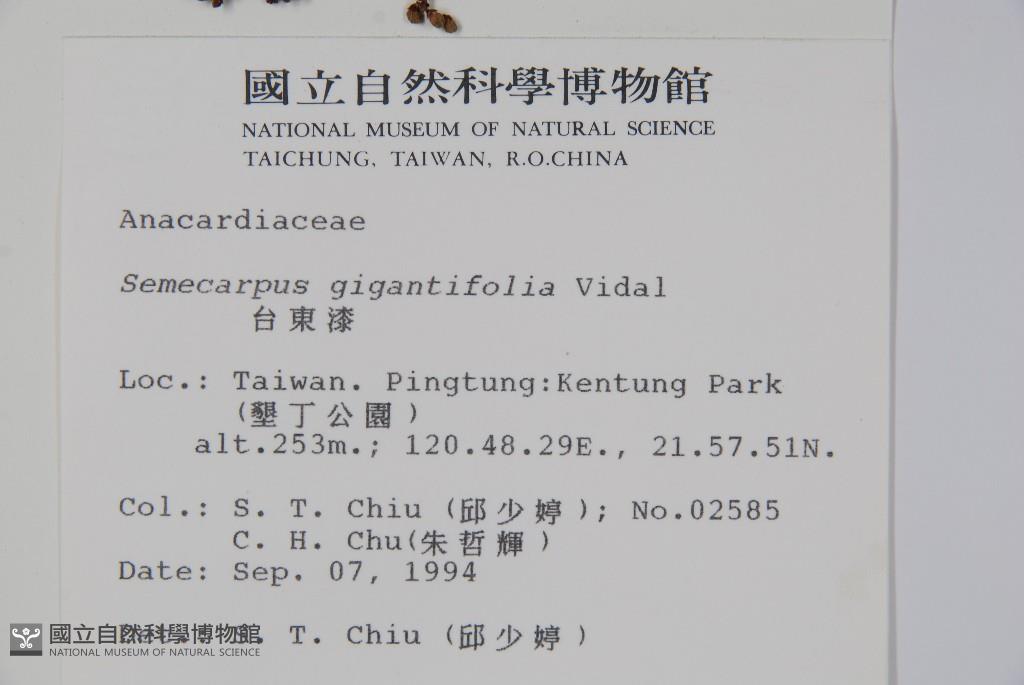 國立自然科學博物館
NATIONAL MUSEUM OF NATURAL SCIENCE
TAICHUNG, TAIWAN, R.O.CHINA
Anacardiaceae
Semecarpus gigantifolia Vidal
台東漆
Loc.: Taiwan. Pingtung:Kentung Park
(墾丁公園)
alt.253m.; 120.48.29E., 21.57.51N.
Col.: S. T. Chiu (邱少婷); No.02585
C. H. Chu(朱哲輝)
Date: Sep. 07, 1994
T. Chiu (邱少婷)
國立自然科學博物館
NATIONAL MUSEUM OF NATURAL SCIENCE